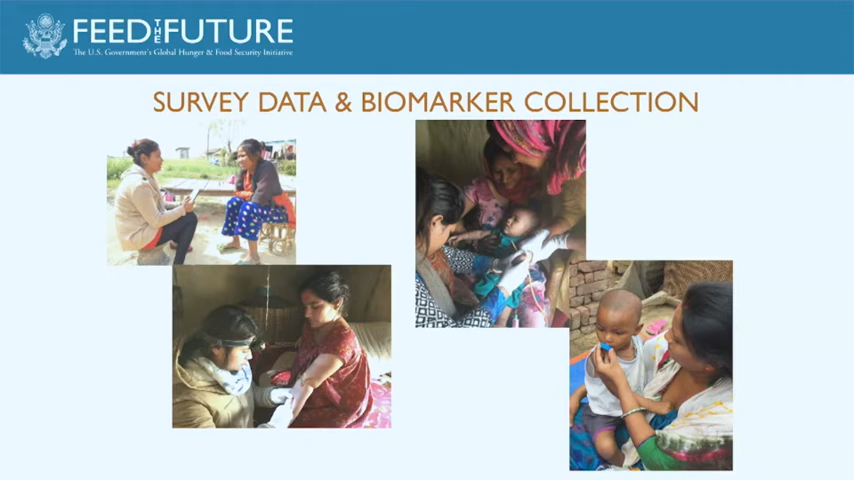 FEED THE FUTURE
The U.S. Government's Global Hunger & Food Security Initiative
SURVEY DATA & BIOMARKER COLLECTION